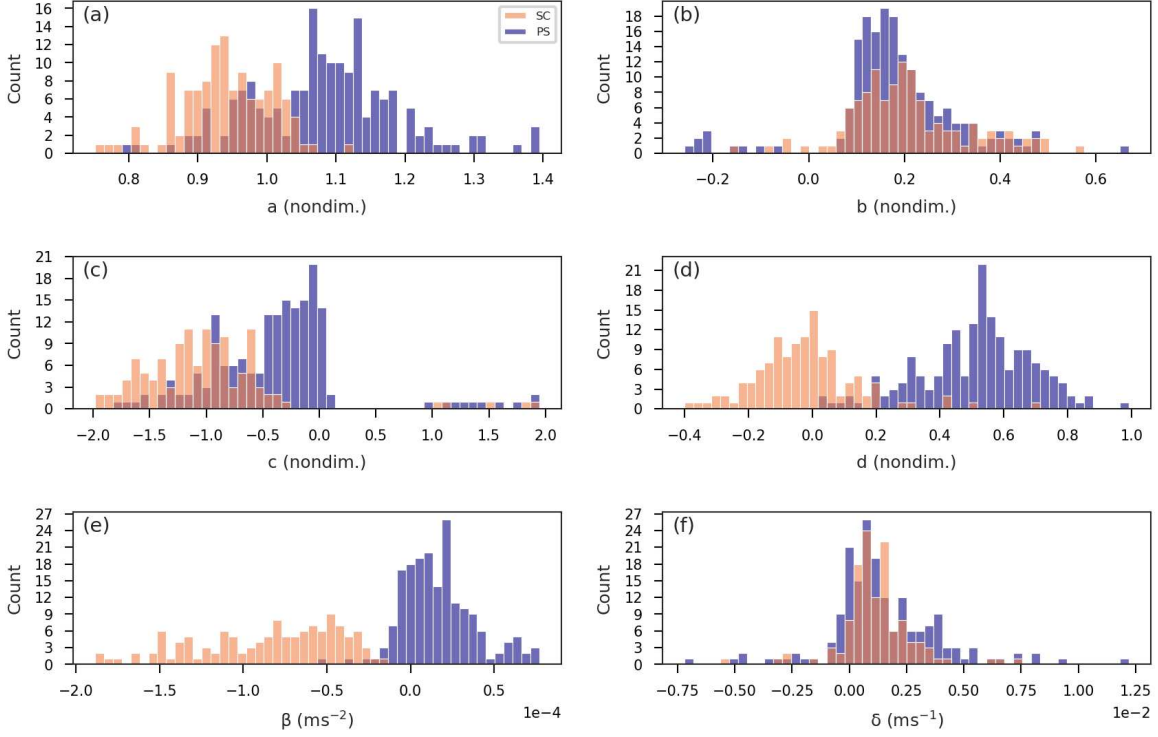 (a)
SC
PS
Count
16
14
12
10
8
6
4
2
0
0.8 0.9 1.0 1.1 1.2 1.3 1.4
a (nondim.)
(b)
Count
18
16
14
12
10
8
6
4
2
0
−0.2 0.0 0.2 0.4 0.6
b (nondim.)
(c)
Count
21
18
15
12
9
6
3
0
−2.0 −1.5 −1.0 −0.5 0.0 0.5 1.0 1.5 2.0
c (nondim.)
(d)
Count
21
18
15
12
9
6
3
0
−0.4 −0.2 0.0 0.2 0.4 0.6 0.8 1.0
d (nondim.)
(e)
Count
27
24
21
18
15
12
9
6
3
0
−2.0 −1.5 −1.0 −0.5 0.0 0.5
1e−4
β (ms⁻²)
(f)
Count
27
24
21
18
15
12
9
6
3
0
−0.75 −0.50 −0.25 0.00 0.25 0.50 0.75 1.00 1.25
1e−2
δ (ms⁻¹)